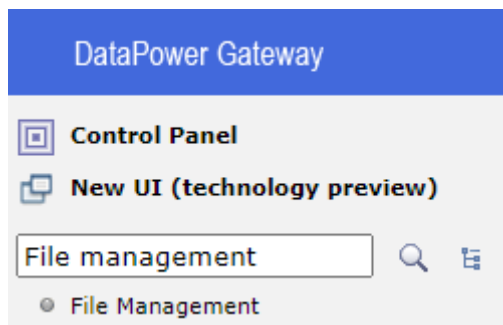 DataPower Gateway
Control Panel
New UI (technology preview)
File management
File Management